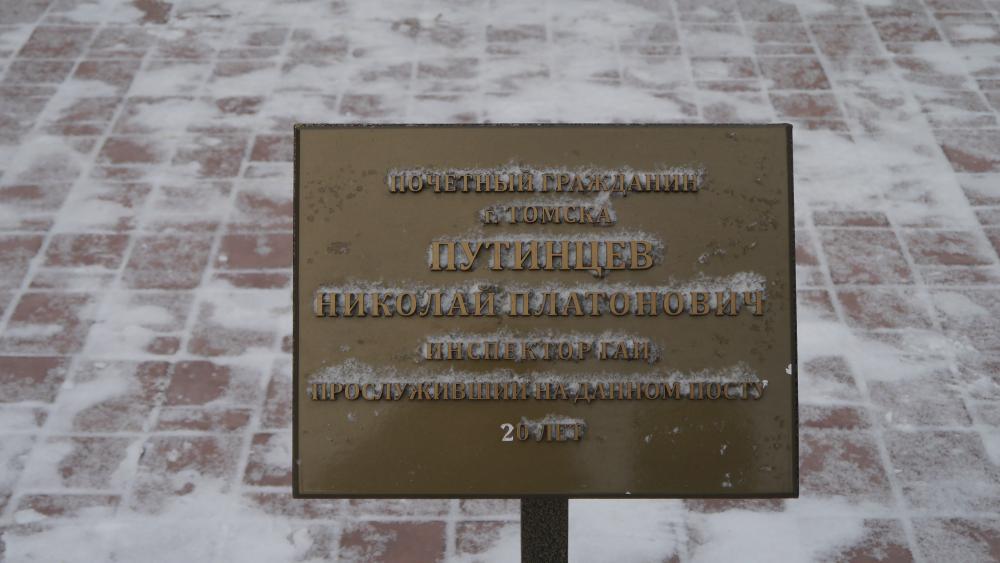 ПОЧЕТНЫЙ ГРАЖДАНИН
г. ТОМСКА
ПУТИНЦЕВ
НИКОЛАЙ ПЛАТОНОВИЧ
ИНСПЕКТОР ГАИ
ПРОСЛУЖИВШИЙ НА ДАННОМ ПОСТУ
20 ЛЕТ